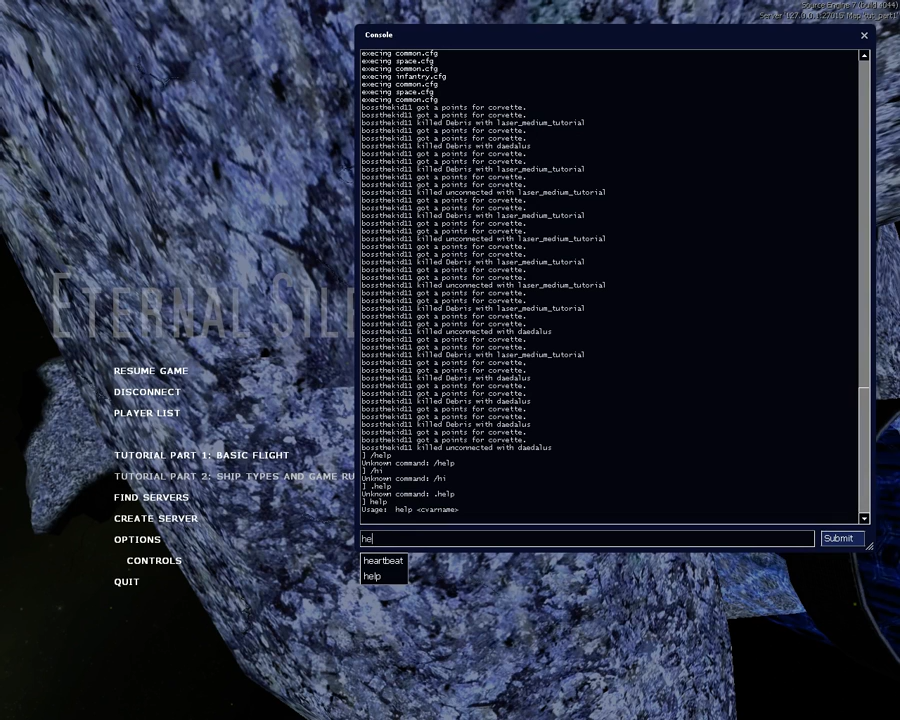 Source Engine 7 (build 3044)
Console
execing common.cfg
execing space.cfg
execing common.cfg
execing infantry.cfg
execing common.cfg
execing space.cfg
execing common.cfg
bossthekid11 got a points for corvette.
bossthekid11 got a points for corvette.
bossthekid11 killed Debris with laser_medium_tutorial
bossthekid11 got a points for corvette.
bossthekid11 got a points for corvette.
bossthekid11 killed Debris with daedalus
bossthekid11 got a points for corvette.
bossthekid11 got a points for corvette.
bossthekid11 killed Debris with laser_medium_tutorial
bossthekid11 got a points for corvette.
bossthekid11 got a points for corvette.
bossthekid11 killed unconnected with laser_medium_tutorial
bossthekid11 got a points for corvette.
bossthekid11 got a points for corvette.
bossthekid11 killed Debris with laser_medium_tutorial
bossthekid11 got a points for corvette.
bossthekid11 got a points for corvette.
bossthekid11 killed unconnected with laser_medium_tutorial
bossthekid11 got a points for corvette.
bossthekid11 got a points for corvette.
bossthekid11 killed Debris with laser_medium_tutorial
bossthekid11 got a points for corvette.
bossthekid11 got a points for corvette.
bossthekid11 killed unconnected with laser_medium_tutorial
bossthekid11 got a points for corvette.
bossthekid11 got a points for corvette.
bossthekid11 killed Debris with laser_medium_tutorial
bossthekid11 got a points for corvette.
bossthekid11 got a points for corvette.
bossthekid11 killed unconnected with daedalus
bossthekid11 got a points for corvette.
bossthekid11 got a points for corvette.
bossthekid11 killed Debris with laser_medium_tutorial
bossthekid11 got a points for corvette.
bossthekid11 got a points for corvette.
bossthekid11 killed Debris with daedalus
bossthekid11 got a points for corvette.
bossthekid11 got a points for corvette.
bossthekid11 killed Debris with daedalus
bossthekid11 got a points for corvette.
bossthekid11 got a points for corvette.
bossthekid11 killed Debris with daedalus
bossthekid11 got a points for corvette.
bossthekid11 got a points for corvette.
bossthekid11 killed unconnected with daedalus
] /help
Unknown command: /help
] /hi
Unknown command: /hi
] .help
Unknown command: .help
] help
Usage: help <cvarname>
he
Submit
heartbeat
help
ETERNAL SIL
RESUME GAME
DISCONNECT
PLAYER LIST
TUTORIAL PART 1: BASIC FLIGHT
TUTORIAL PART 2: SHIP TYPES AND GAME RU
FIND SERVERS
CREATE SERVER
OPTIONS
CONTROLS
QUIT